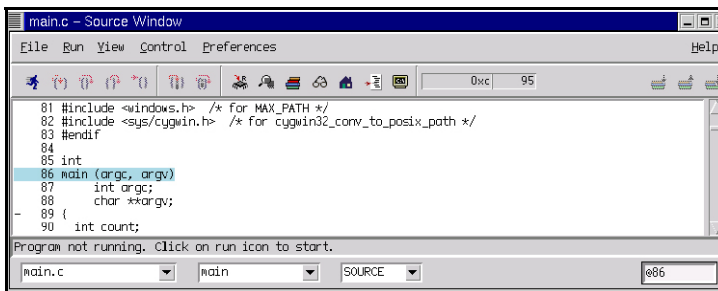 main.c – Source Window
File Run View Control Preferences Help
0xc 95
81 #include <windows.h> /* for MAX_PATH */
82 #include <sys/cygwin.h> /* for cygwin32_conv_to_posix_path */
83 #endif
84
85 int
86 main (argc, argv)
87 int argc;
88 char **argv;
- 89 {
90 int count;
Program not running. Click on run icon to start.
main.c main SOURCE @86